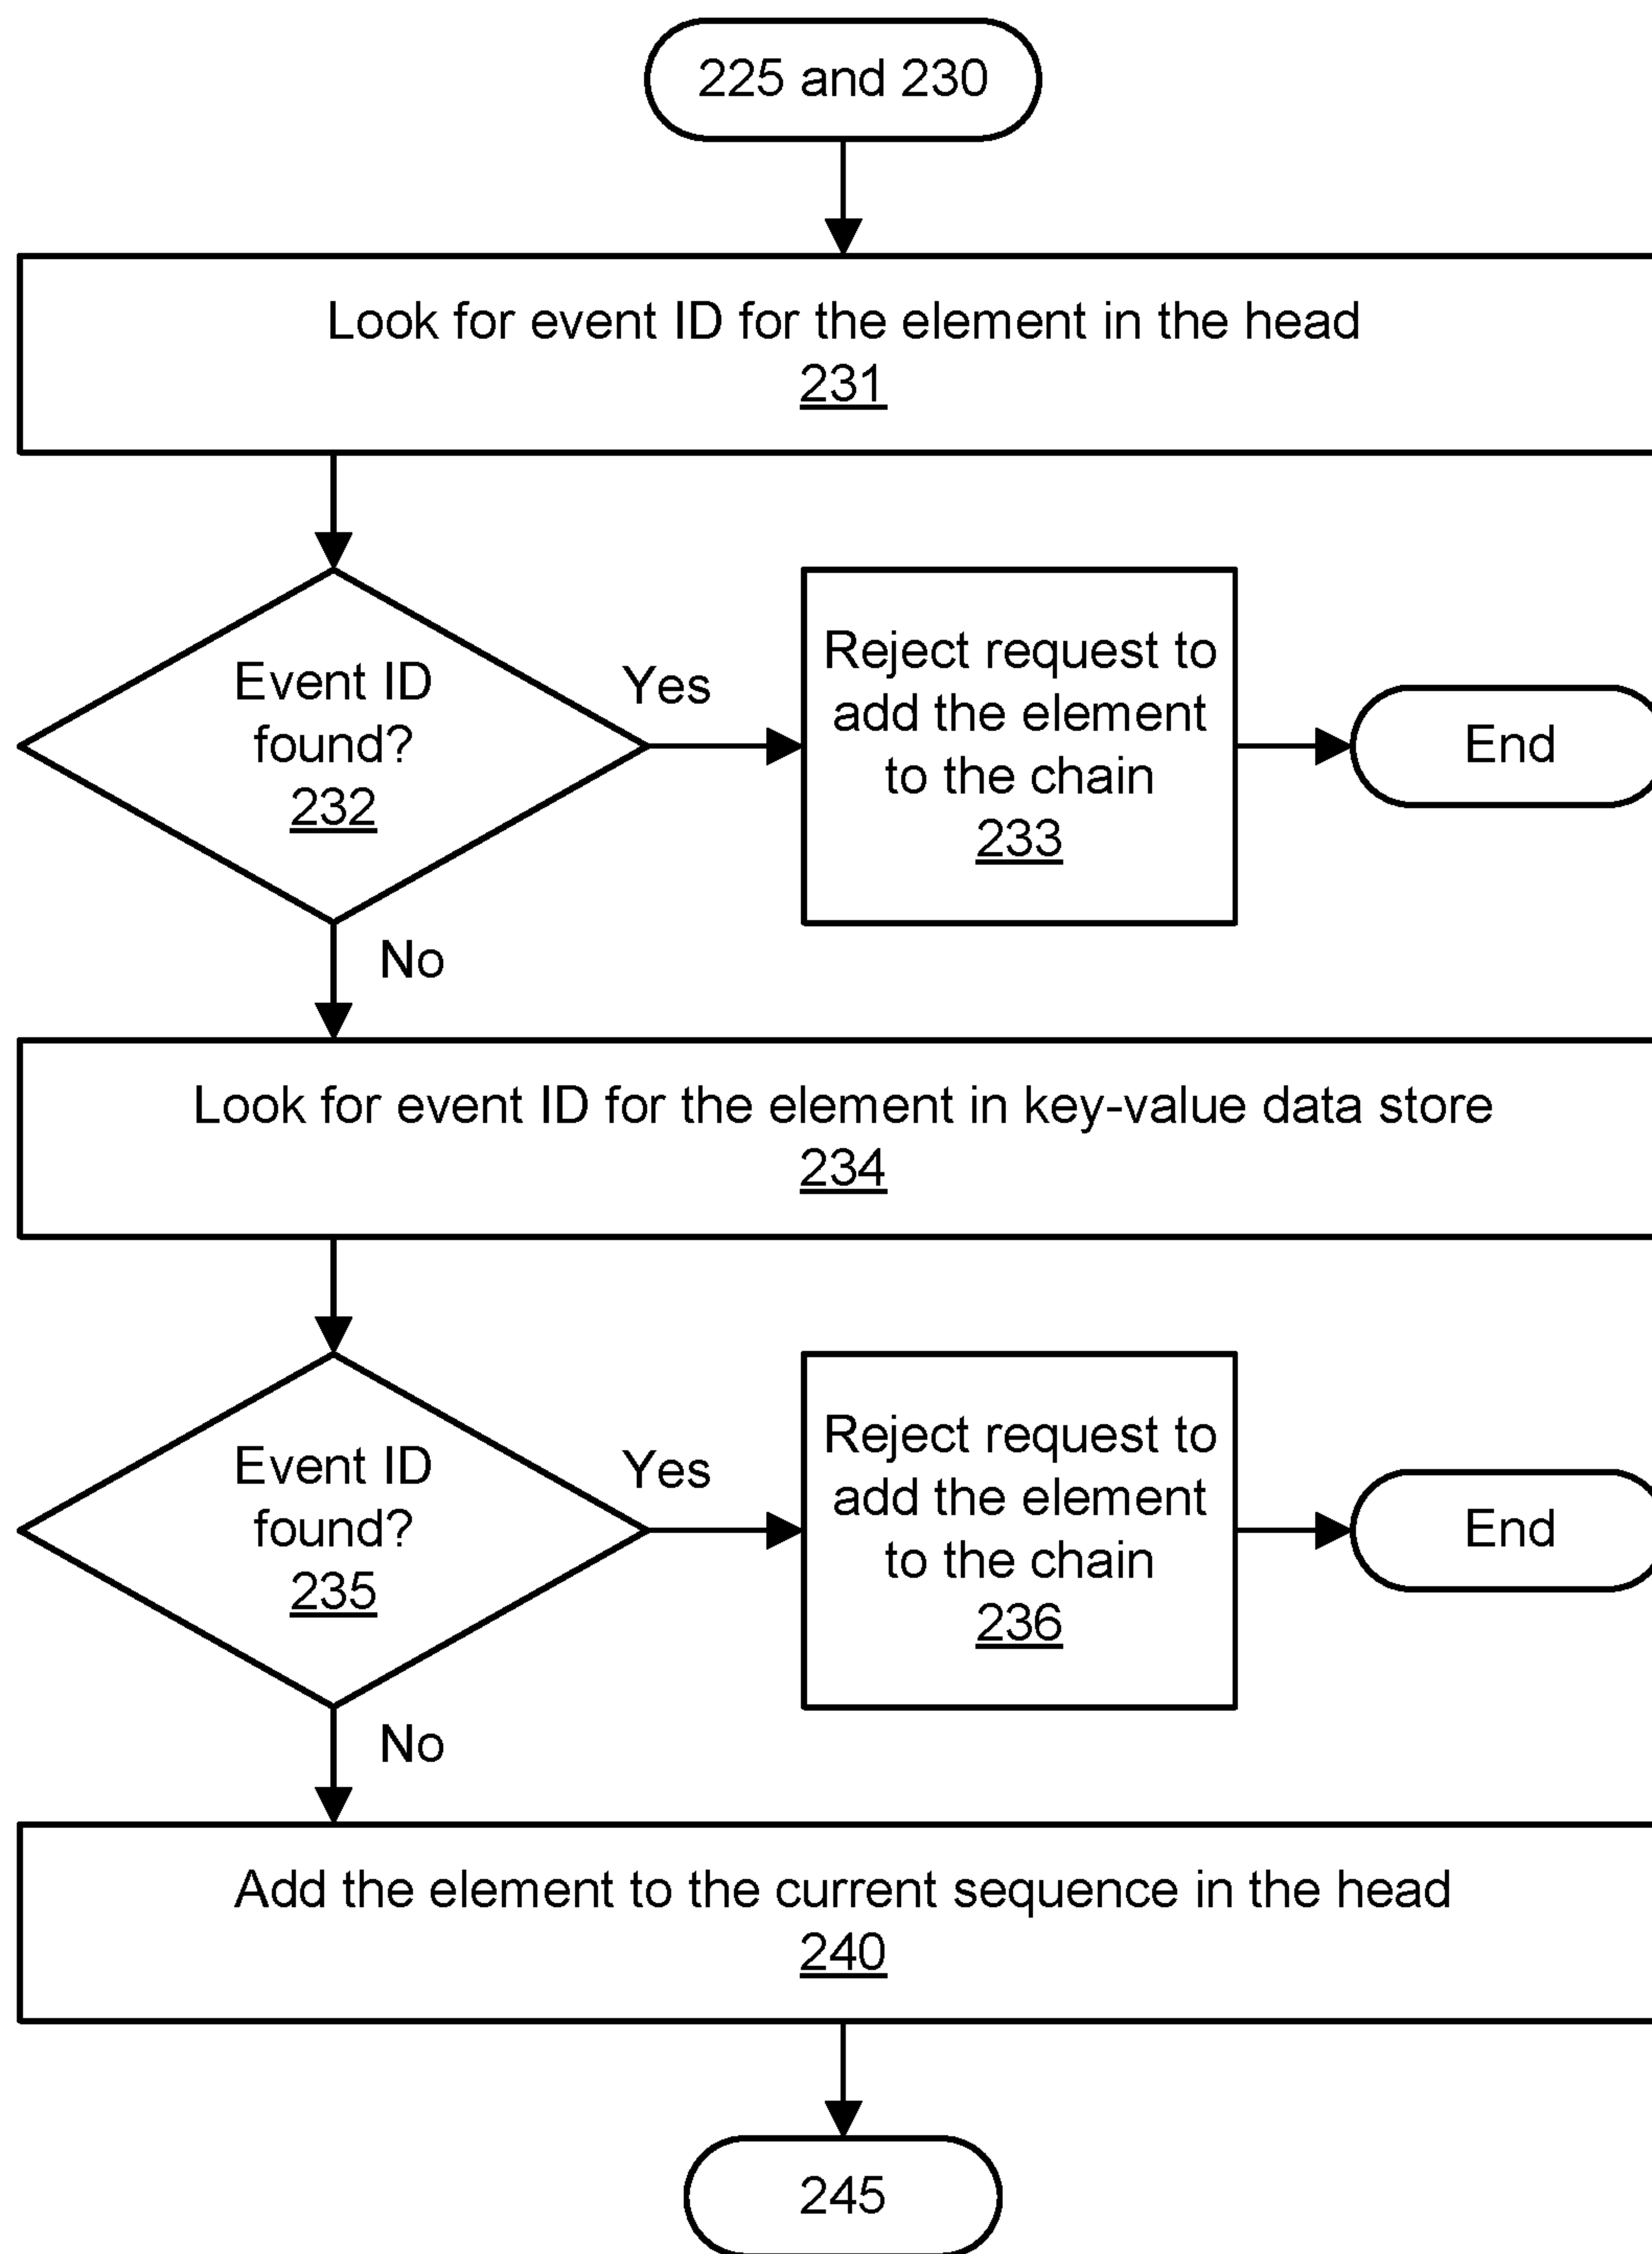 225 and 230
Look for event ID for the element in the head
231
Event ID
found?
232
Yes
Reject request to
add the element
to the chain
233
End
No
Look for event ID for the element in key-value data store
234
Event ID
found?
235
Yes
Reject request to
add the element
to the chain
236
End
No
Add the element to the current sequence in the head
240
245